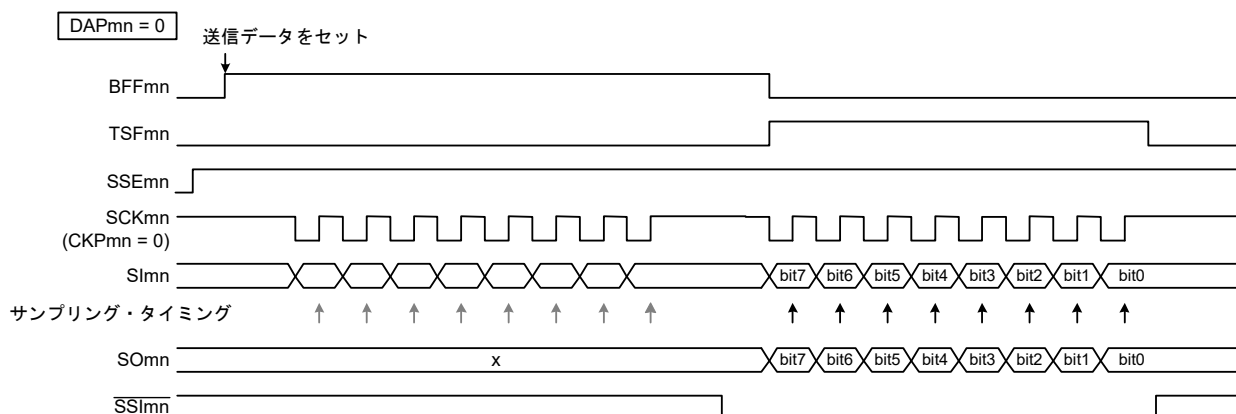 DAPmn = 0
送信データをセット
BFFmn
TSFmn
SSEmn
SCKmn
(CKPmn = 0)
SImn bit7 bit6 bit5 bit4 bit3 bit2 bit1 bit0
サンプリング・タイミング
SOmn x bit7 bit6 bit5 bit4 bit3 bit2 bit1 bit0
SSImn